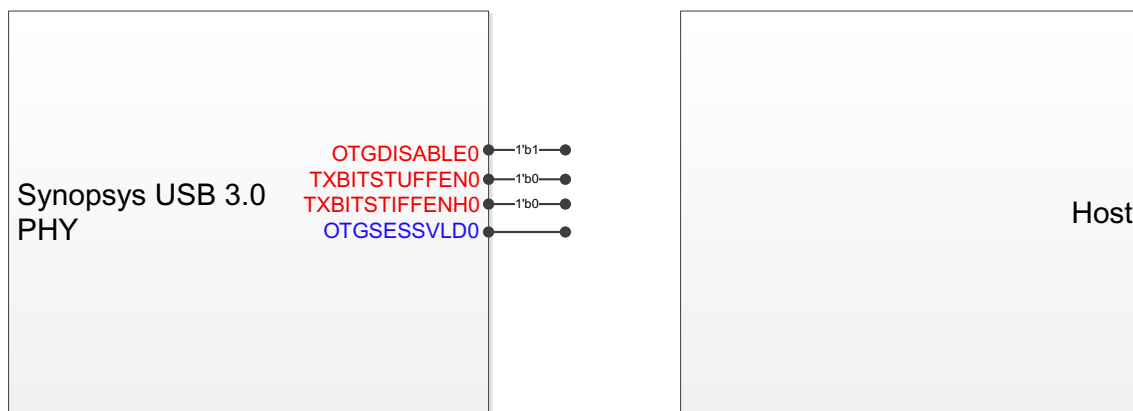 OTGDISABLE0 1'b1
TXBITSTUFFEN0 1'b0
TXBITSTIFFENH0 1'b0
OTGSESSVLD0
Synopsys USB 3.0
PHY
Host